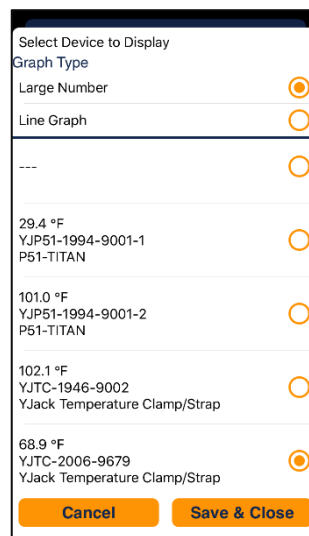 Select Device to Display
Graph Type
Large Number
Line Graph
---
29.4 °F
YJP51-1994-9001-1
P51-TITAN
101.0 °F
YJP51-1994-9001-2
P51-TITAN
102.1 °F
YJTC-1946-9002
YJack Temperature Clamp/Strap
68.9 °F
YJTC-2006-9679
YJack Temperature Clamp/Strap
Cancel Save & Close